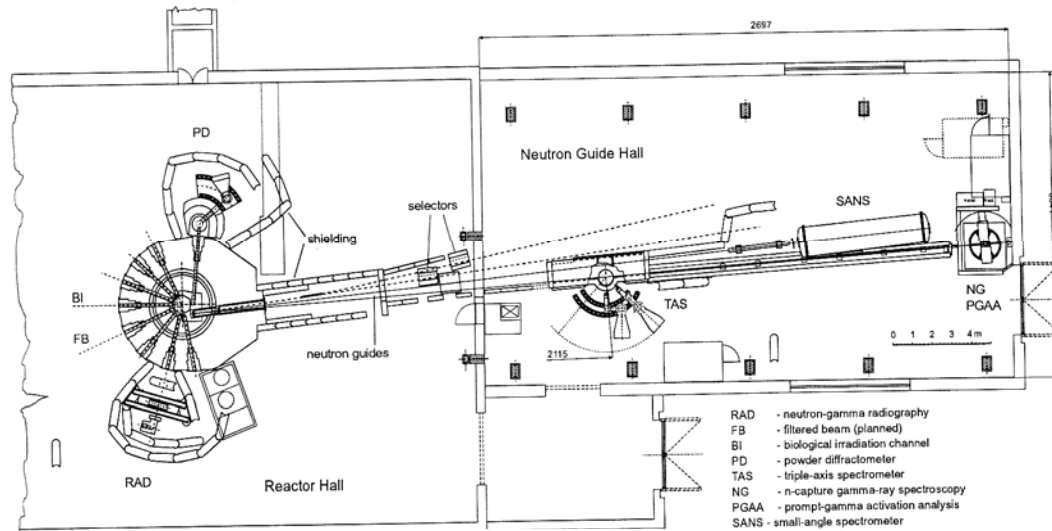 2697
PD
Neutron Guide Hall
selectors
SANS
shielding
BI
FB
TAS
NG
PGAA
neutron guides
0 1 2 3 4m
2115
RAD
Reactor Hall
RAD - neutron-gamma radiography
FB - filtered beam (planned)
BI - biological irradiation channel
PD - powder diffractometer
TAS - triple-axis spectrometer
NG - n-capture gamma-ray spectroscopy
PGAA - prompt-gamma activation analysis
SANS - small-angle spectrometer